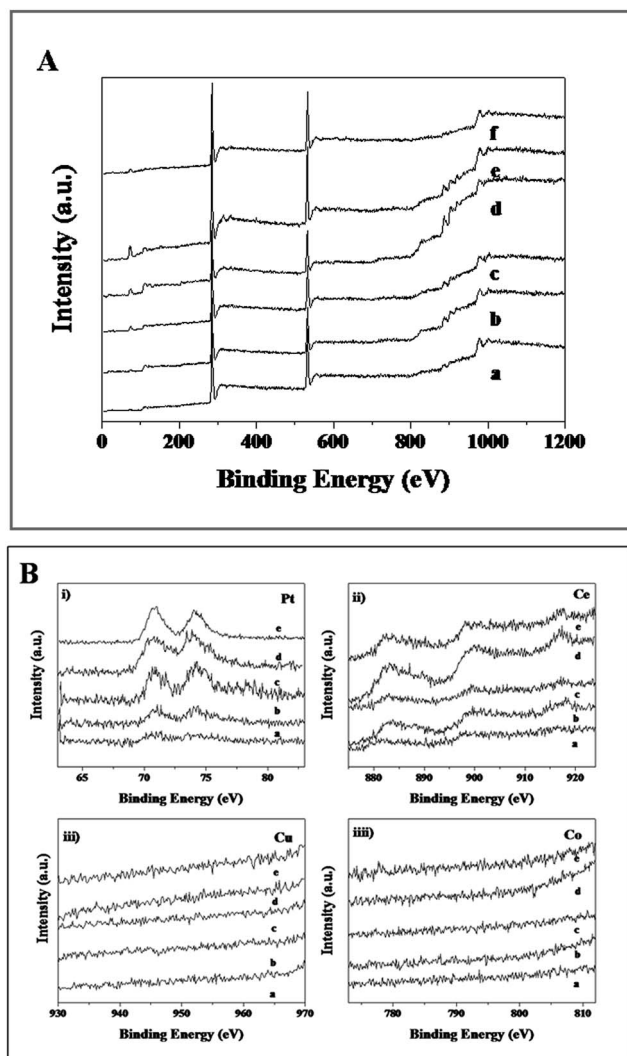 A
Intensity (a.u.)
f
e
d
c
b
a
0 200 400 600 800 1000 1200
Binding Energy (eV)
B
i) Pt
Intensity (a.u.)
e
d
c
b
a
65 70 75 80
Binding Energy (eV)
ii) Ce
Intensity (a.u.)
e
d
c
b
a
880 890 900 910 920
Binding Energy (eV)
iii) Cu
Intensity (a.u.)
e
d
c
b
a
930 940 950 960 970
Binding Energy (eV)
iiii) Co
Intensity (a.u.)
e
d
c
b
a
780 790 800 810
Binding Energy (eV)